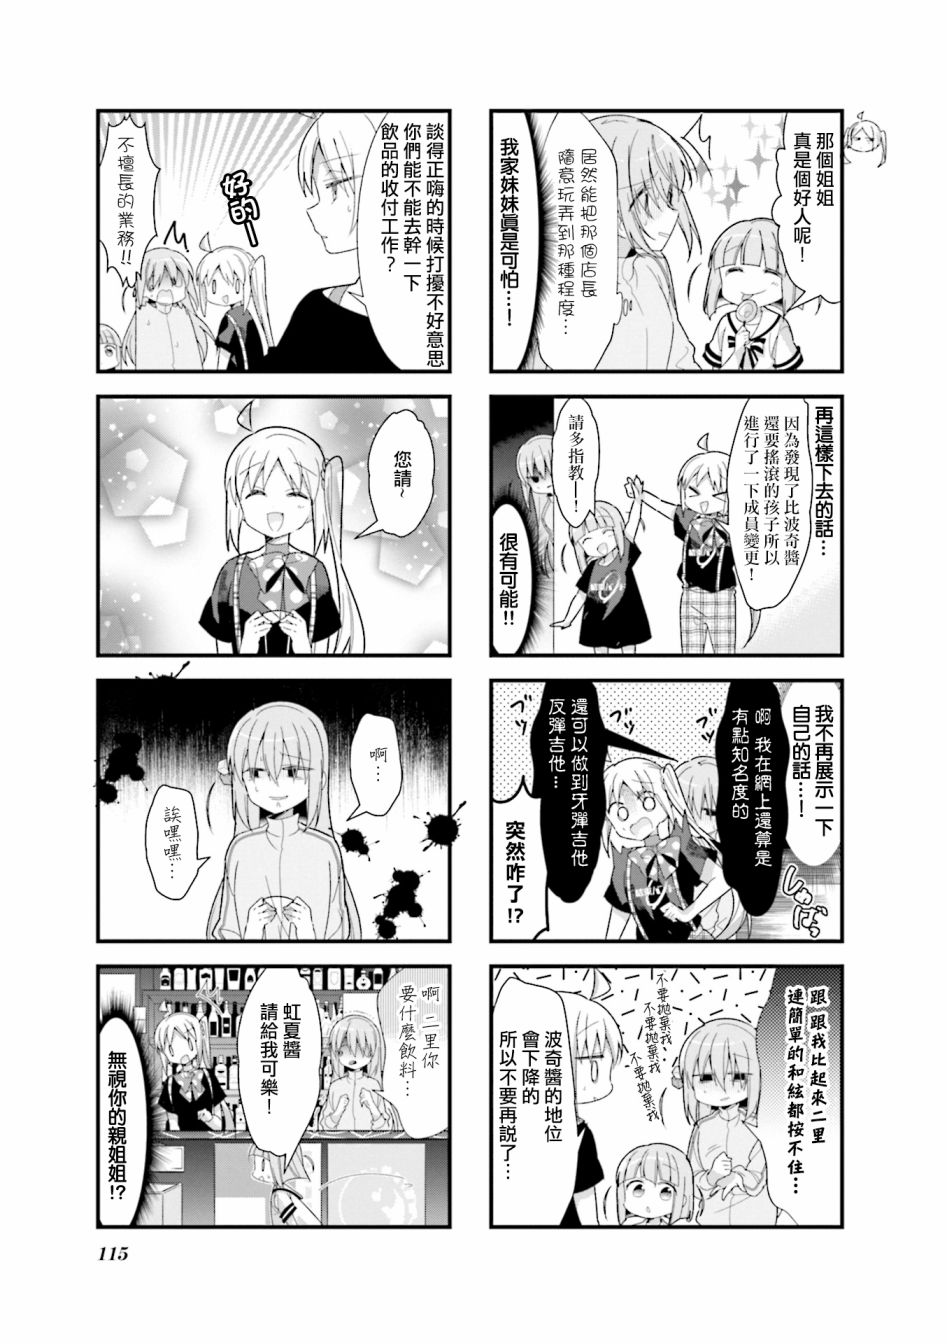 那個姐姐
真是個好人呢！
居然能把那個店長
隨意玩弄到那種程度…
我家妹妹真是可怕…！
再這樣下去的話…
因為發現了比波奇醬
還要搖滾的孩子所以
進行了一下成員變更！
請多指教—！
很有可能!!
我不再展示一下
自己的話…！
啊 我在網上還算是
有點知名度的
還可以做到牙彈吉他
反彈吉他…
ブッ
ブッ
突然咋了!?
しゅばっ
跟 跟我比起來二里
連簡單的和絃都按不住…
不要拋棄我、
不要拋棄我、
不要拋棄我
波奇醬的地位
會下降的
所以不要再說了…
談得正嗨的時候打擾不好意思
你們能不能去幹一下
飲品的收付工作？
好的—
不擅長的業務!!
您請~
啊…
誒嘿嘿…
啊 二里你
要什麼飲料…
虹夏醬
請給我可樂！
無視你的親姐姐!?
115